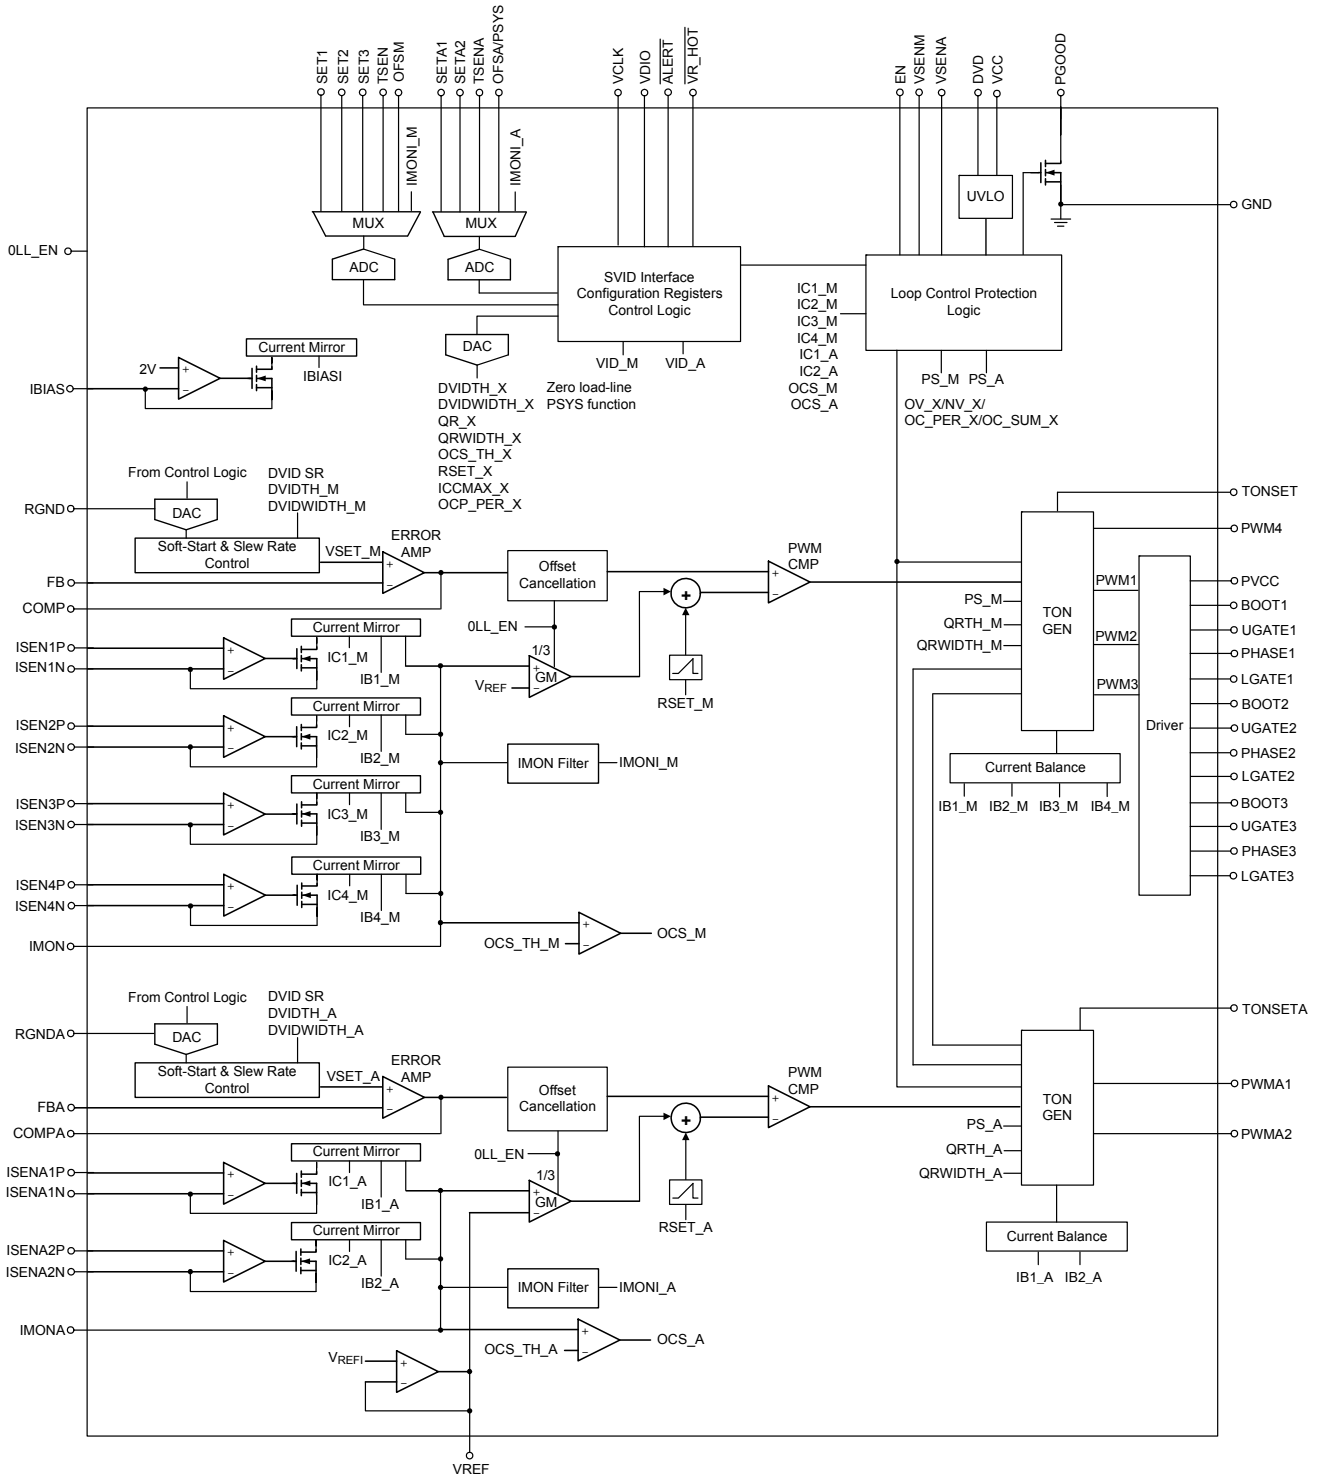 SET1
SET2
SET3
TSEN
OFSM
SETA1
SETA2
TSENA
OFSA/PSYS
VCLK
VDIO
ALERT
VR_HOT
EN
VSENM
VSENA
DVD
VCC
PGOOD
IMONI_M
IMONI_A
MUX
MUX
UVLO
GND
0LL_EN
ADC
ADC
SVID Interface
Configuration Registers
Control Logic
Loop Control Protection
Logic
IC1_M
IC2_M
IC3_M
IC4_M
IC1_A
IC2_A
OCS_M
OCS_A
DAC
VID_M
VID_A
PS_M
PS_A
Current Mirror
2V
+
−
IBIASI
IBIAS
DVIDTH_X
DVIDWIDTH_X
QR_X
QRWIDTH_X
OCS_TH_X
RSET_X
ICCMAX_X
OCP_PER_X
Zero load-line
PSYS function
OV_X/NV_X/
OC_PER_X/OC_SUM_X
From Control Logic
DVID SR
DVIDTH_M
DVIDWIDTH_M
RGND
DAC
Soft-Start & Slew Rate
Control
VSET_M
ERROR
AMP
+
−
FB
COMP
Offset
Cancellation
PWM
CMP
+
−
+
0LL_EN
1/3
+
GM
−
VREF
RSET_M
TONSET
PWM4
TON
GEN
PS_M
QRTH_M
QRWIDTH_M
PWM1
PWM2
PWM3
Driver
PVCC
BOOT1
UGATE1
PHASE1
LGATE1
BOOT2
UGATE2
PHASE2
LGATE2
BOOT3
UGATE3
PHASE3
LGATE3
Current Balance
IB1_M
IB2_M
IB3_M
IB4_M
ISEN1P
ISEN1N
+
−
Current Mirror
IC1_M
IB1_M
ISEN2P
ISEN2N
+
−
Current Mirror
IC2_M
IB2_M
IMON Filter
IMONI_M
ISEN3P
ISEN3N
+
−
Current Mirror
IC3_M
IB3_M
ISEN4P
ISEN4N
+
−
Current Mirror
IC4_M
IB4_M
IMON
OCS_TH_M
+
−
OCS_M
From Control Logic
DVID SR
DVIDTH_A
DVIDWIDTH_A
RGNDA
DAC
Soft-Start & Slew Rate
Control
VSET_A
ERROR
AMP
+
−
FBA
COMPA
Offset
Cancellation
PWM
CMP
+
−
+
0LL_EN
1/3
+
GM
−
RSET_A
TONSETA
TON
GEN
PS_A
QRTH_A
QRWIDTH_A
PWMA1
PWMA2
Current Balance
IB1_A
IB2_A
ISENA1P
ISENA1N
+
−
Current Mirror
IC1_A
IB1_A
ISENA2P
ISENA2N
+
−
Current Mirror
IC2_A
IB2_A
IMON Filter
IMONI_A
IMONA
OCS_TH_A
+
−
OCS_A
VREFI
+
−
VREF